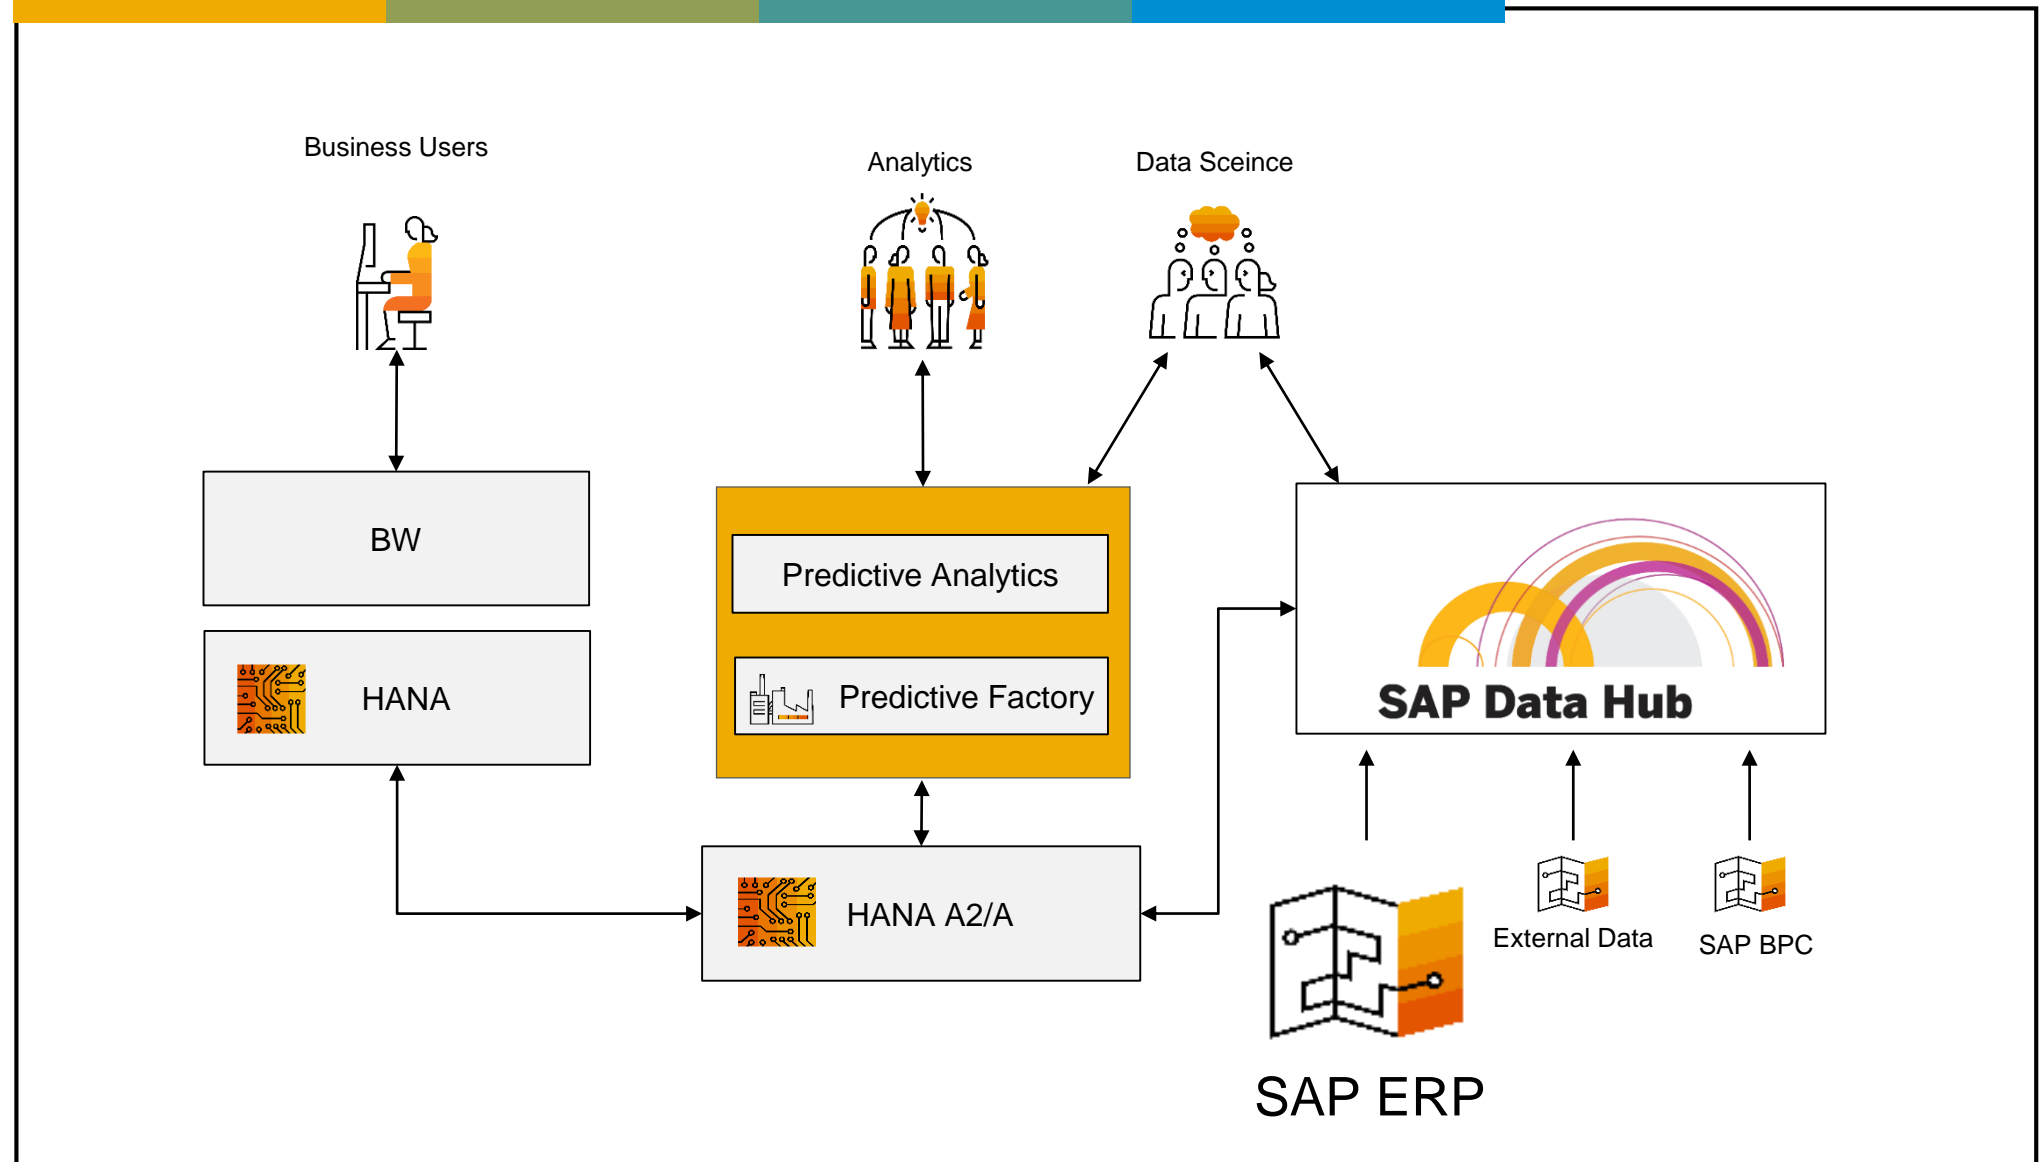 Business Users
Analytics
Data Sceince
BW
Predictive Analytics
HANA
Predictive Factory
SAP Data Hub
HANA A2/A
External Data
SAP BPC
SAP ERP